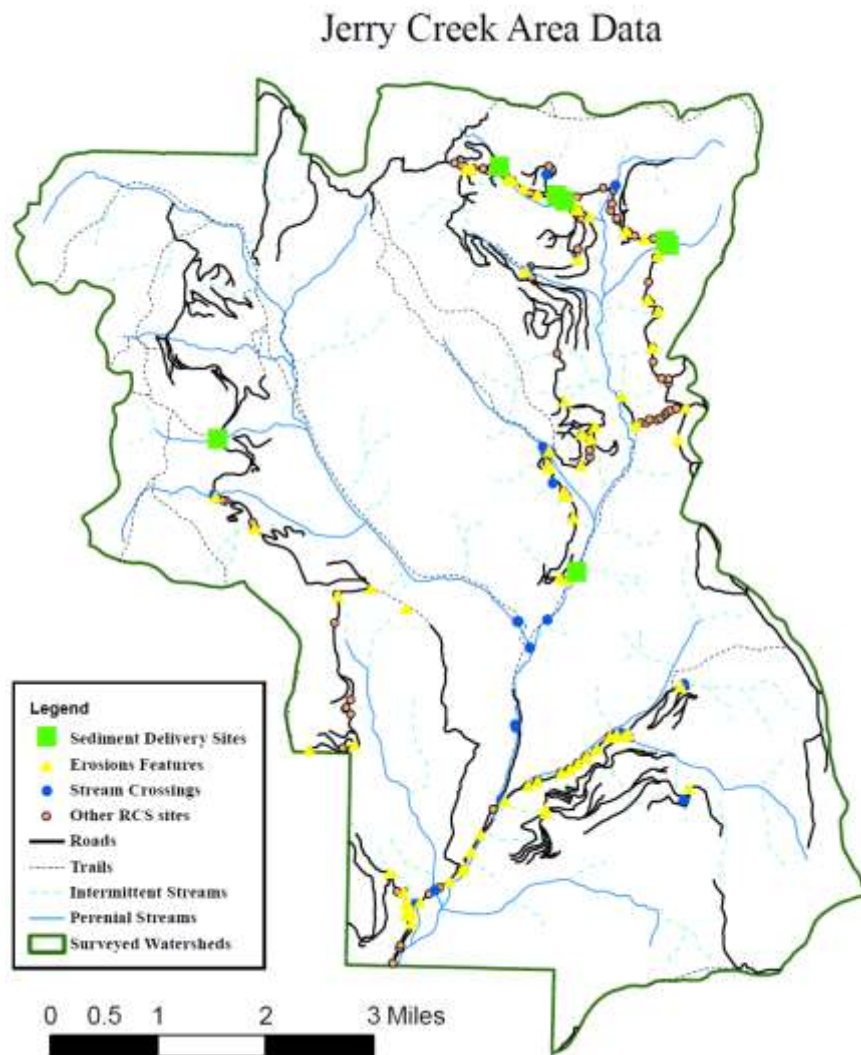 Jerry Creek Area Data
Legend
Sediment Delivery Sites
Erosions Features
Stream Crossings
Other RCS sites
Roads
Trails
Intermittent Streams
Perenial Streams
Surveyed Watersheds
0 0.5 1 2 3 Miles